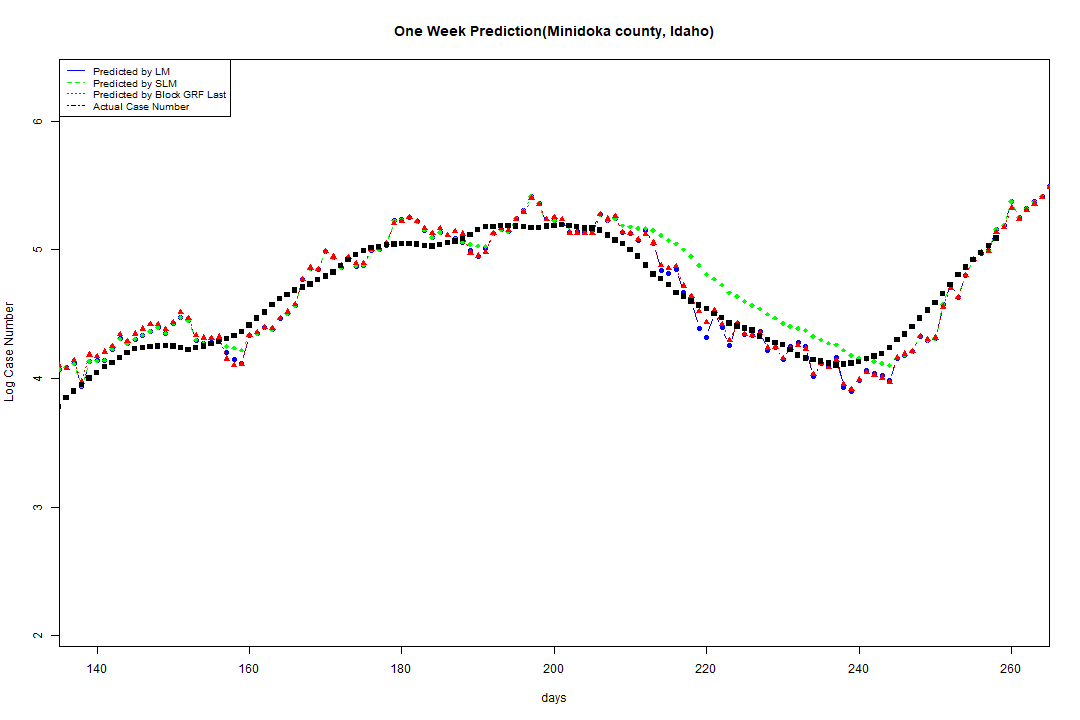 One Week Prediction(Minidoka county, Idaho)
Predicted by LM
Predicted by SLM
Predicted by Block GRF Last
Actual Case Number
6
5
4
3
2
Log Case Number
140 160 180 200 220 240 260
days